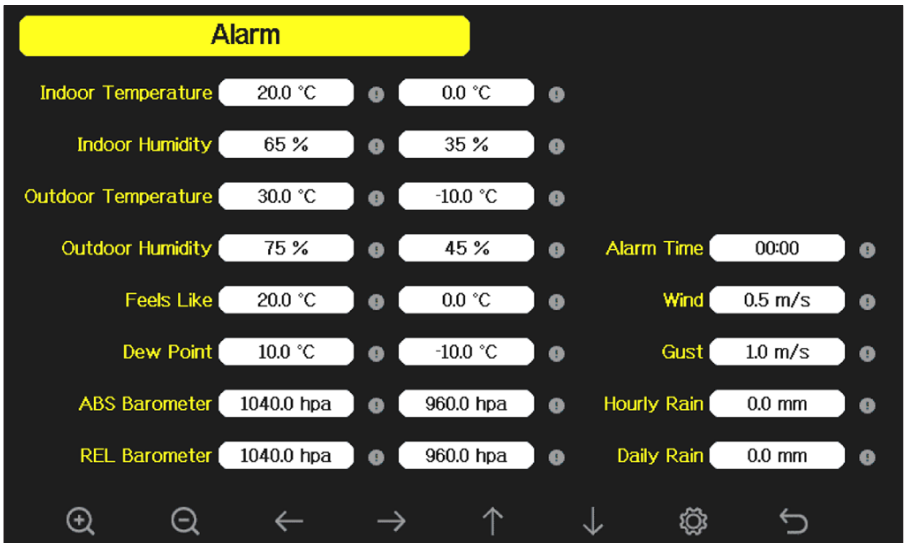 Alarm
Indoor Temperature 20.0 °C 0.0 °C
Indoor Humidity 65 % 35 %
Outdoor Temperature 30.0 °C -10.0 °C
Outdoor Humidity 75 % 45 % Alarm Time 00:00
Feels Like 20.0 °C 0.0 °C Wind 0.5 m/s
Dew Point 10.0 °C -10.0 °C Gust 1.0 m/s
ABS Barometer 1040.0 hpa 960.0 hpa Hourly Rain 0.0 mm
REL Barometer 1040.0 hpa 960.0 hpa Daily Rain 0.0 mm